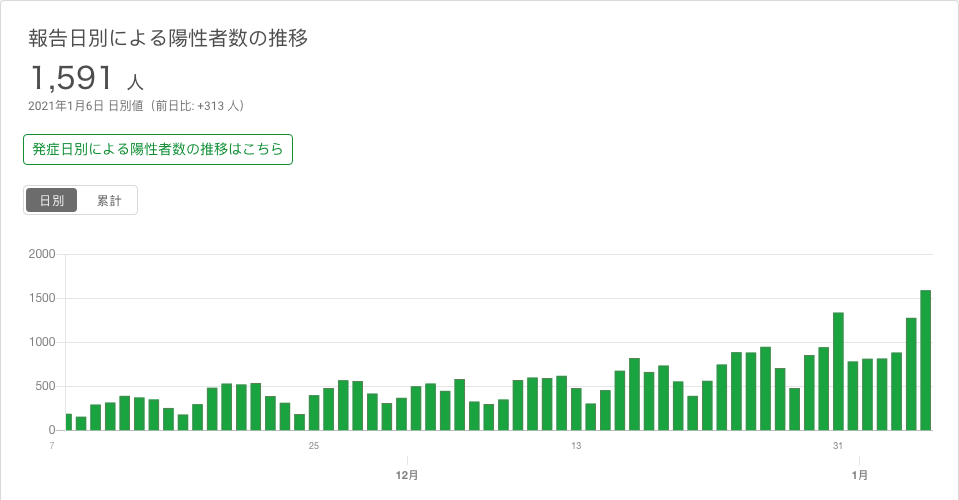 報告日別による陽性者数の推移
1,591 人
2021年1月6日 日別値（前日比: +313 人）
発症日別による陽性者数の推移はこちら
日別 累計
2000
1500
1000
500
0
7 25 13 31
12月 1月